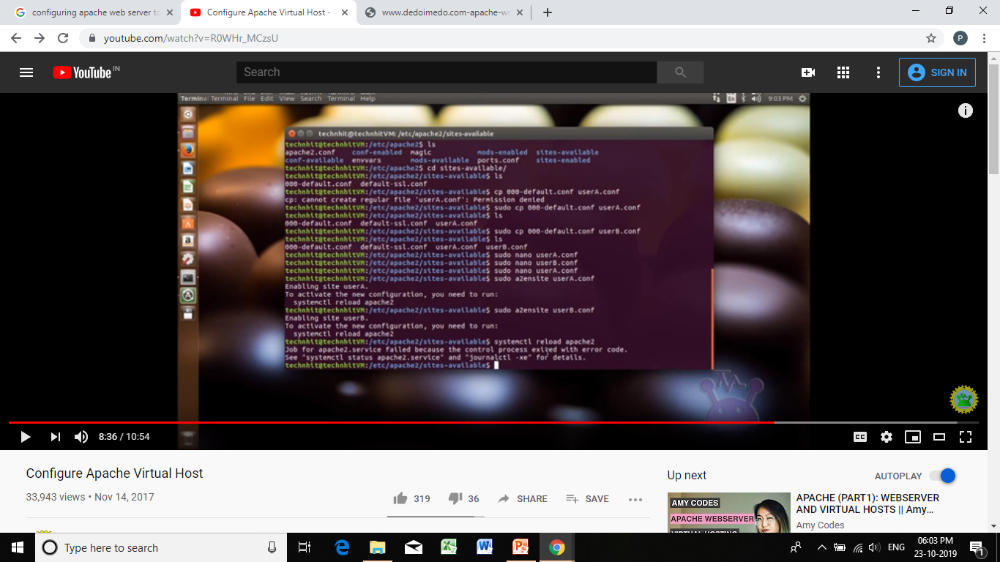 configuring apache web server to
Configure Apache Virtual Host -
www.dedoimedo.com-apache-we
youtube.com/watch?v=R0WHr_MCzsU
P
YouTube IN
Search
SIGN IN
Terminal Terminal File Edit View Search Terminal Help
9:03 PM
technhit@technhitVM: /etc/apache2/sites-available
technhit@technhitVM:/etc/apache2$ ls
apache2.conf conf-enabled magic mods-enabled sites-available
conf-available envvars mods-available ports.conf sites-enabled
technhit@technhitVM:/etc/apache2$ cd sites-available/
technhit@technhitVM:/etc/apache2/sites-available$ ls
000-default.conf default-ssl.conf
technhit@technhitVM:/etc/apache2/sites-available$ cp 000-default.conf userA.conf
cp: cannot create regular file 'userA.conf': Permission denied
technhit@technhitVM:/etc/apache2/sites-available$ sudo cp 000-default.conf userA.conf
technhit@technhitVM:/etc/apache2/sites-available$ ls
000-default.conf default-ssl.conf userA.conf
technhit@technhitVM:/etc/apache2/sites-available$ sudo cp 000-default.conf userB.conf
technhit@technhitVM:/etc/apache2/sites-available$ ls
000-default.conf default-ssl.conf userA.conf userB.conf
technhit@technhitVM:/etc/apache2/sites-available$ sudo nano userA.conf
technhit@technhitVM:/etc/apache2/sites-available$ sudo nano userB.conf
technhit@technhitVM:/etc/apache2/sites-available$ sudo nano userA.conf
technhit@technhitVM:/etc/apache2/sites-available$ sudo a2ensite userA.conf
Enabling site userA.
To activate the new configuration, you need to run:
systemctl reload apache2
technhit@technhitVM:/etc/apache2/sites-available$ sudo a2ensite userB.conf
Enabling site userB.
To activate the new configuration, you need to run:
systemctl reload apache2
technhit@technhitVM:/etc/apache2/sites-available$ systemctl reload apache2
Job for apache2.service failed because the control process exited with error code.
See "systemctl status apache2.service" and "journalctl -xe" for details.
technhit@technhitVM:/etc/apache2/sites-available$
8:36 / 10:54
CC
Configure Apache Virtual Host
33,943 views • Nov 14, 2017
319
36
SHARE
SAVE
Up next
AUTOPLAY
AMY CODES
APACHE WEBSERVER
VIRTUAL HOSTING
APACHE (PART1): WEBSERVER
AND VIRTUAL HOSTS || Amy...
Amy Codes
Type here to search
ENG
06:03 PM
23-10-2019
1